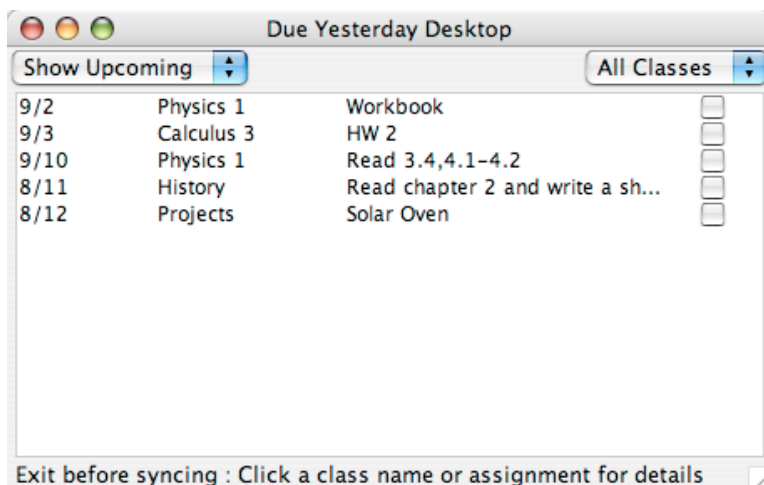 Due Yesterday Desktop
Show Upcoming All Classes
9/2 Physics 1 Workbook
9/3 Calculus 3 HW 2
9/10 Physics 1 Read 3.4,4.1-4.2
8/11 History Read chapter 2 and write a sh...
8/12 Projects Solar Oven
Exit before syncing : Click a class name or assignment for details